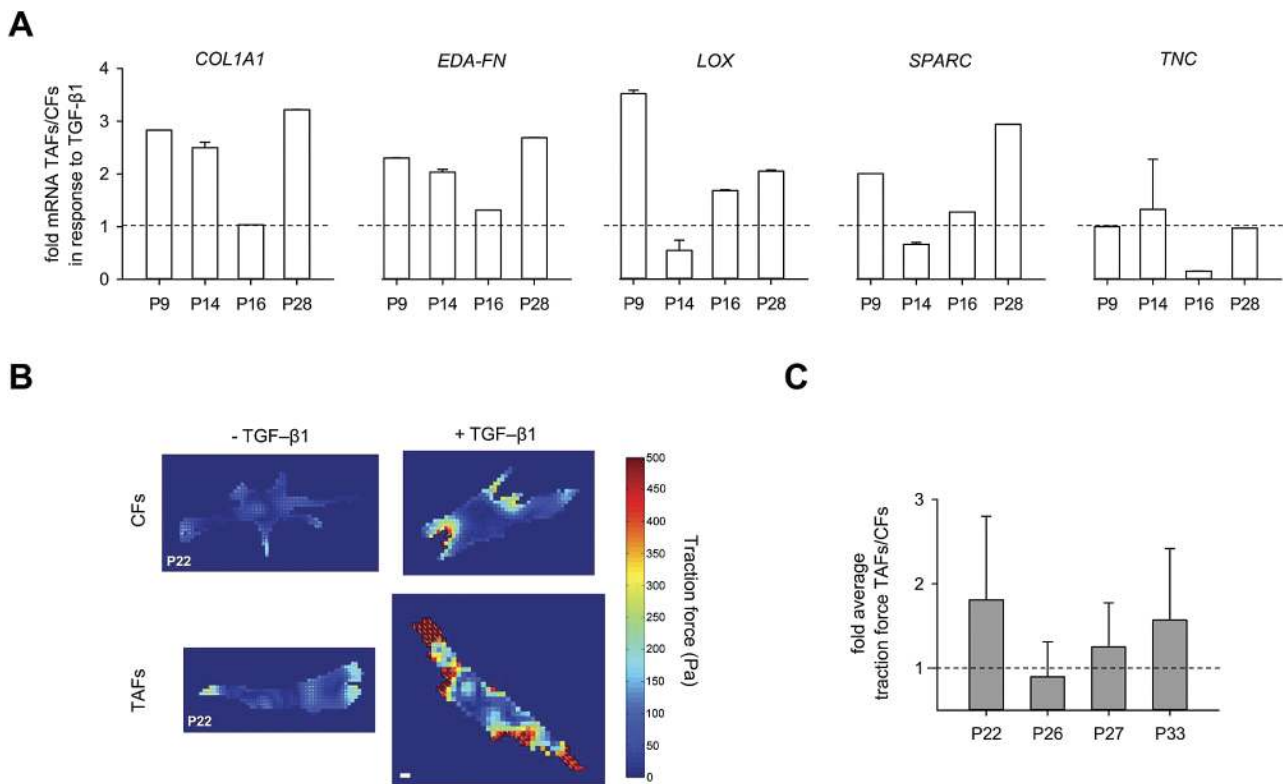 A
COL1A1 EDA-FN LOX SPARC TNC
fold mRNA TAFs/CFs
in response to TGF-β1
4
3
2
1
0
P9 P14 P16 P28 P9 P14 P16 P28 P9 P14 P16 P28 P9 P14 P16 P28 P9 P14 P16 P28
B
- TGF–β1 + TGF–β1
CFs
P22
TAFs
P22
500
450
400
350
300
250
200
150
100
50
0
Traction force (Pa)
C
fold average
traction force TAFs/CFs
3
2
1
P22 P26 P27 P33